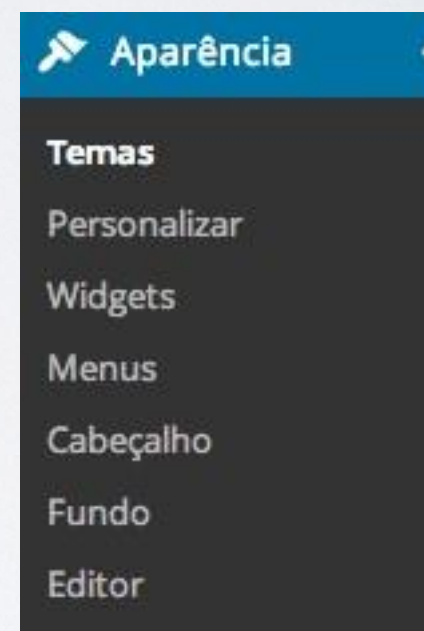 Aparência
Temas
Personalizar
Widgets
Menus
Cabeçalho
Fundo
Editor